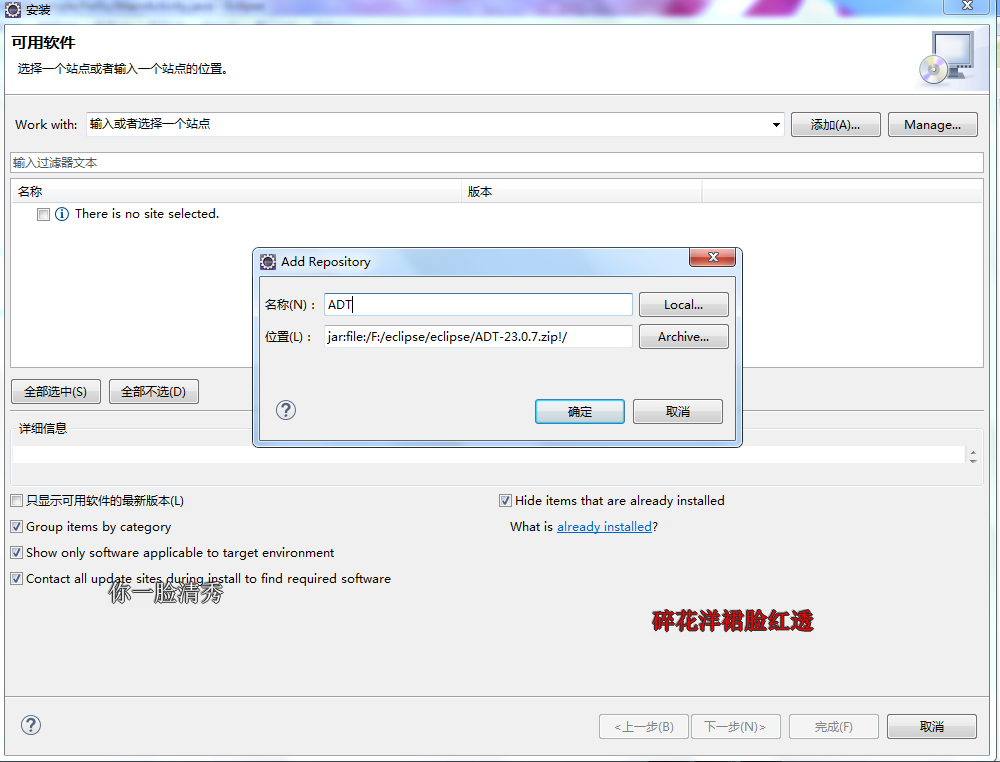 安装
可用软件
选择一个站点或者输入一个站点的位置。
Work with: 输入或者选择一个站点 添加(A)... Manage...
输入过滤器文本
名称 版本
There is no site selected.
Add Repository
名称(N)： ADT Local...
位置(L)： jar:file:/F:/eclipse/eclipse/ADT-23.0.7.zip!/ Archive...
确定 取消
全部选中(S) 全部不选(D)
详细信息
只显示可用软件的最新版本(L) Hide items that are already installed
Group items by category What is already installed?
Show only software applicable to target environment
Contact all update sites during install to find required software
你一脸清秀
碎花洋裙脸红透
<上一步(B) 下一步(N)> 完成(F) 取消